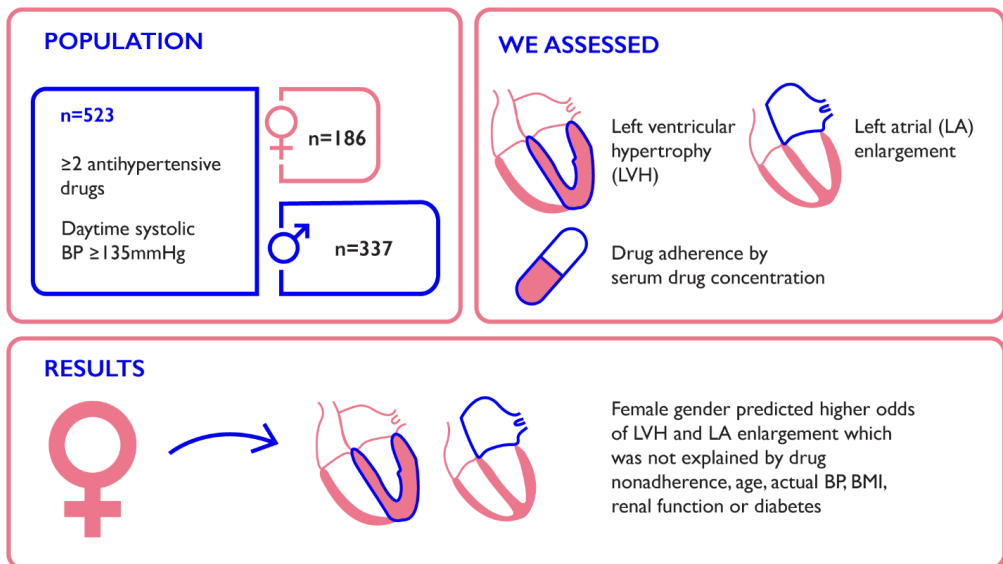 POPULATION
n=523
≥2 antihypertensive
drugs
Daytime systolic
BP ≥135mmHg
n=186
n=337
WE ASSESSED
Left ventricular
hypertrophy
(LVH)
Left atrial (LA)
enlargement
Drug adherence by
serum drug concentration
RESULTS
Female gender predicted higher odds
of LVH and LA enlargement which
was not explained by drug
nonadherence, age, actual BP, BMI,
renal function or diabetes